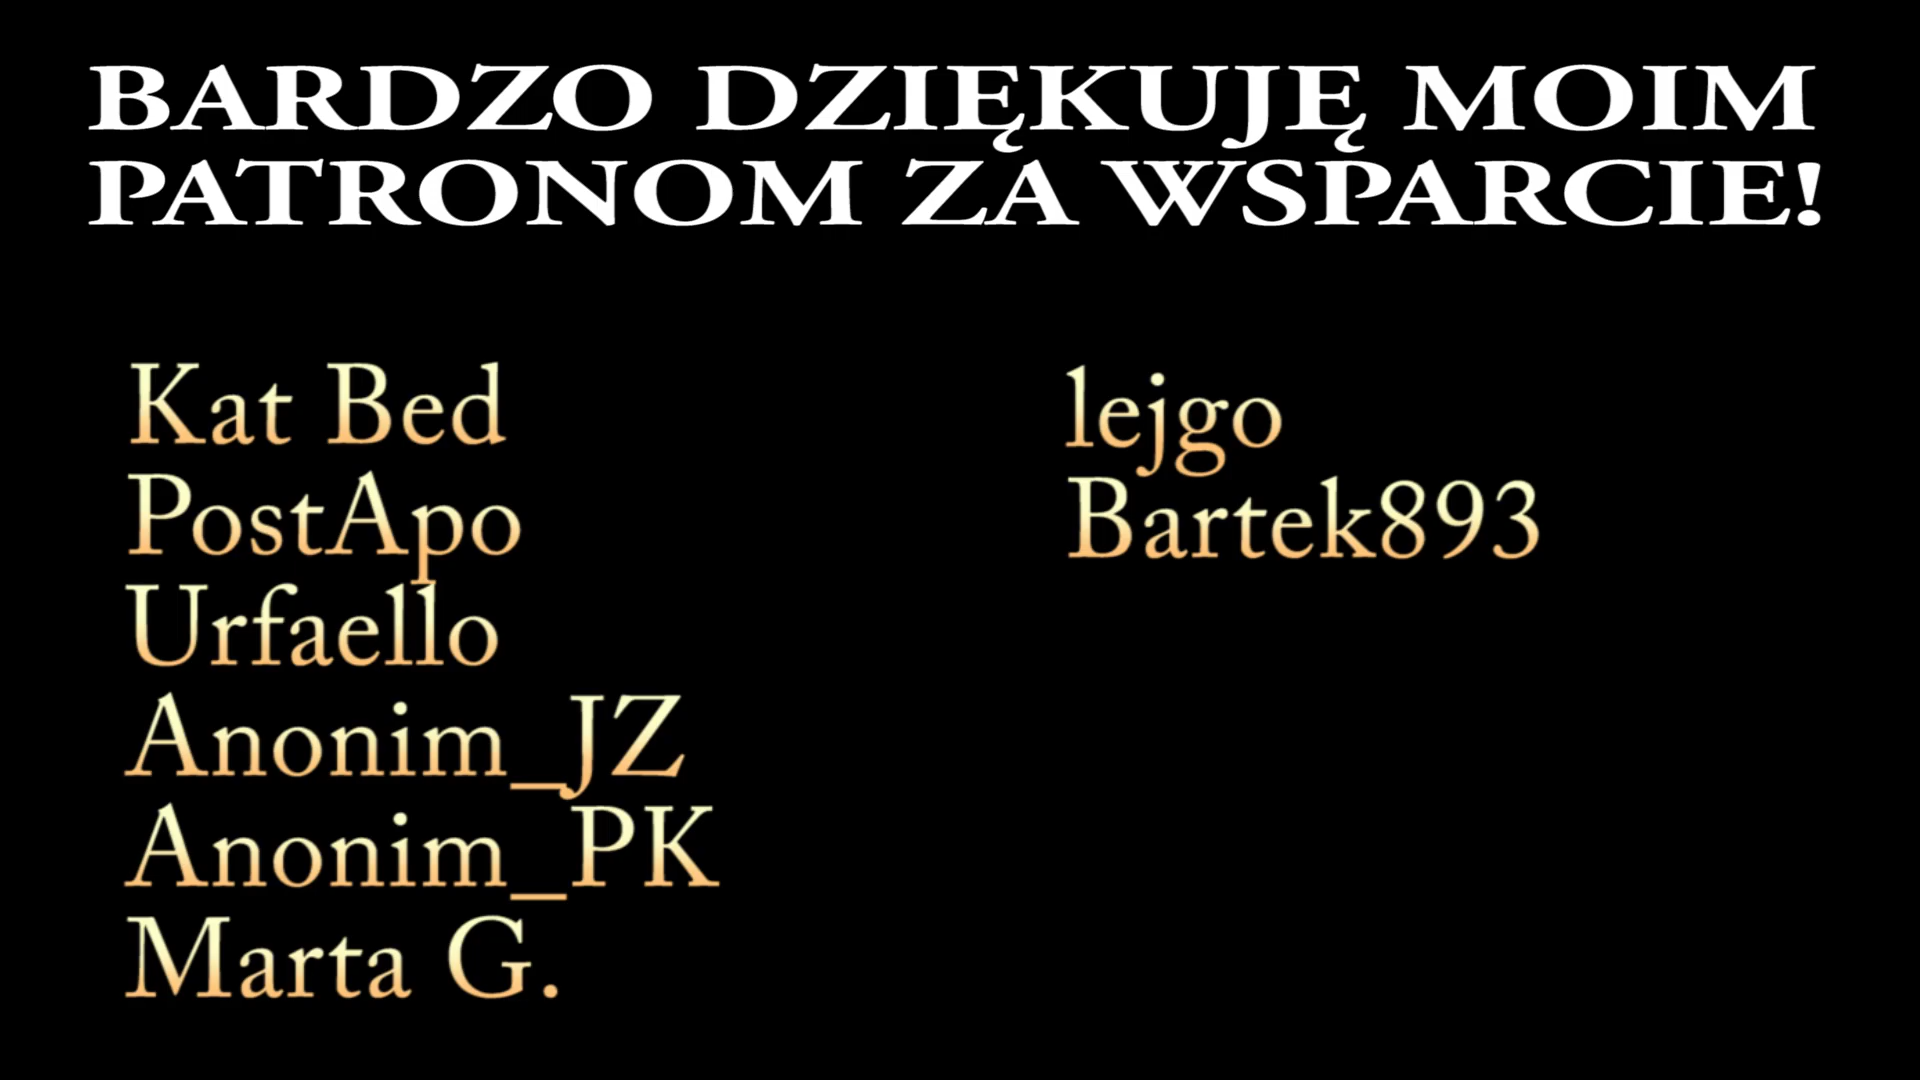 BARDZO DZIĘKUJĘ MOIM
PATRONOM ZA WSPARCIE!
Kat Bed
PostApo
Urfaello
Anonim_JZ
Anonim_PK
Marta G.
lejgo
Bartek893